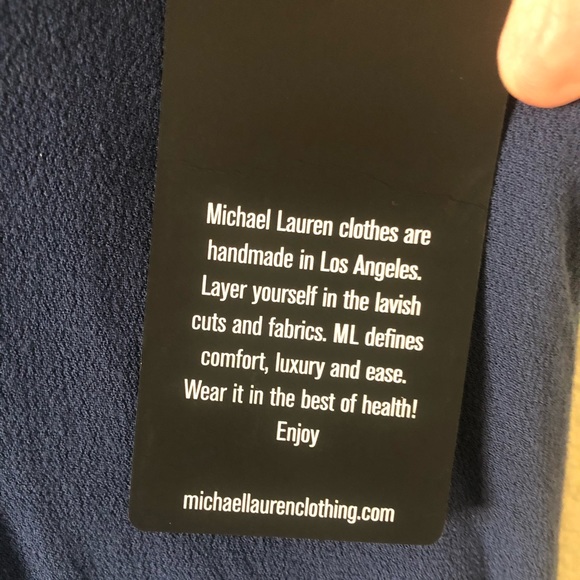 Michael Lauren clothes are
handmade in Los Angeles.
Layer yourself in the lavish
cuts and fabrics. ML defines
comfort, luxury and ease.
Wear it in the best of health!
Enjoy
michaellaurenclothing.com